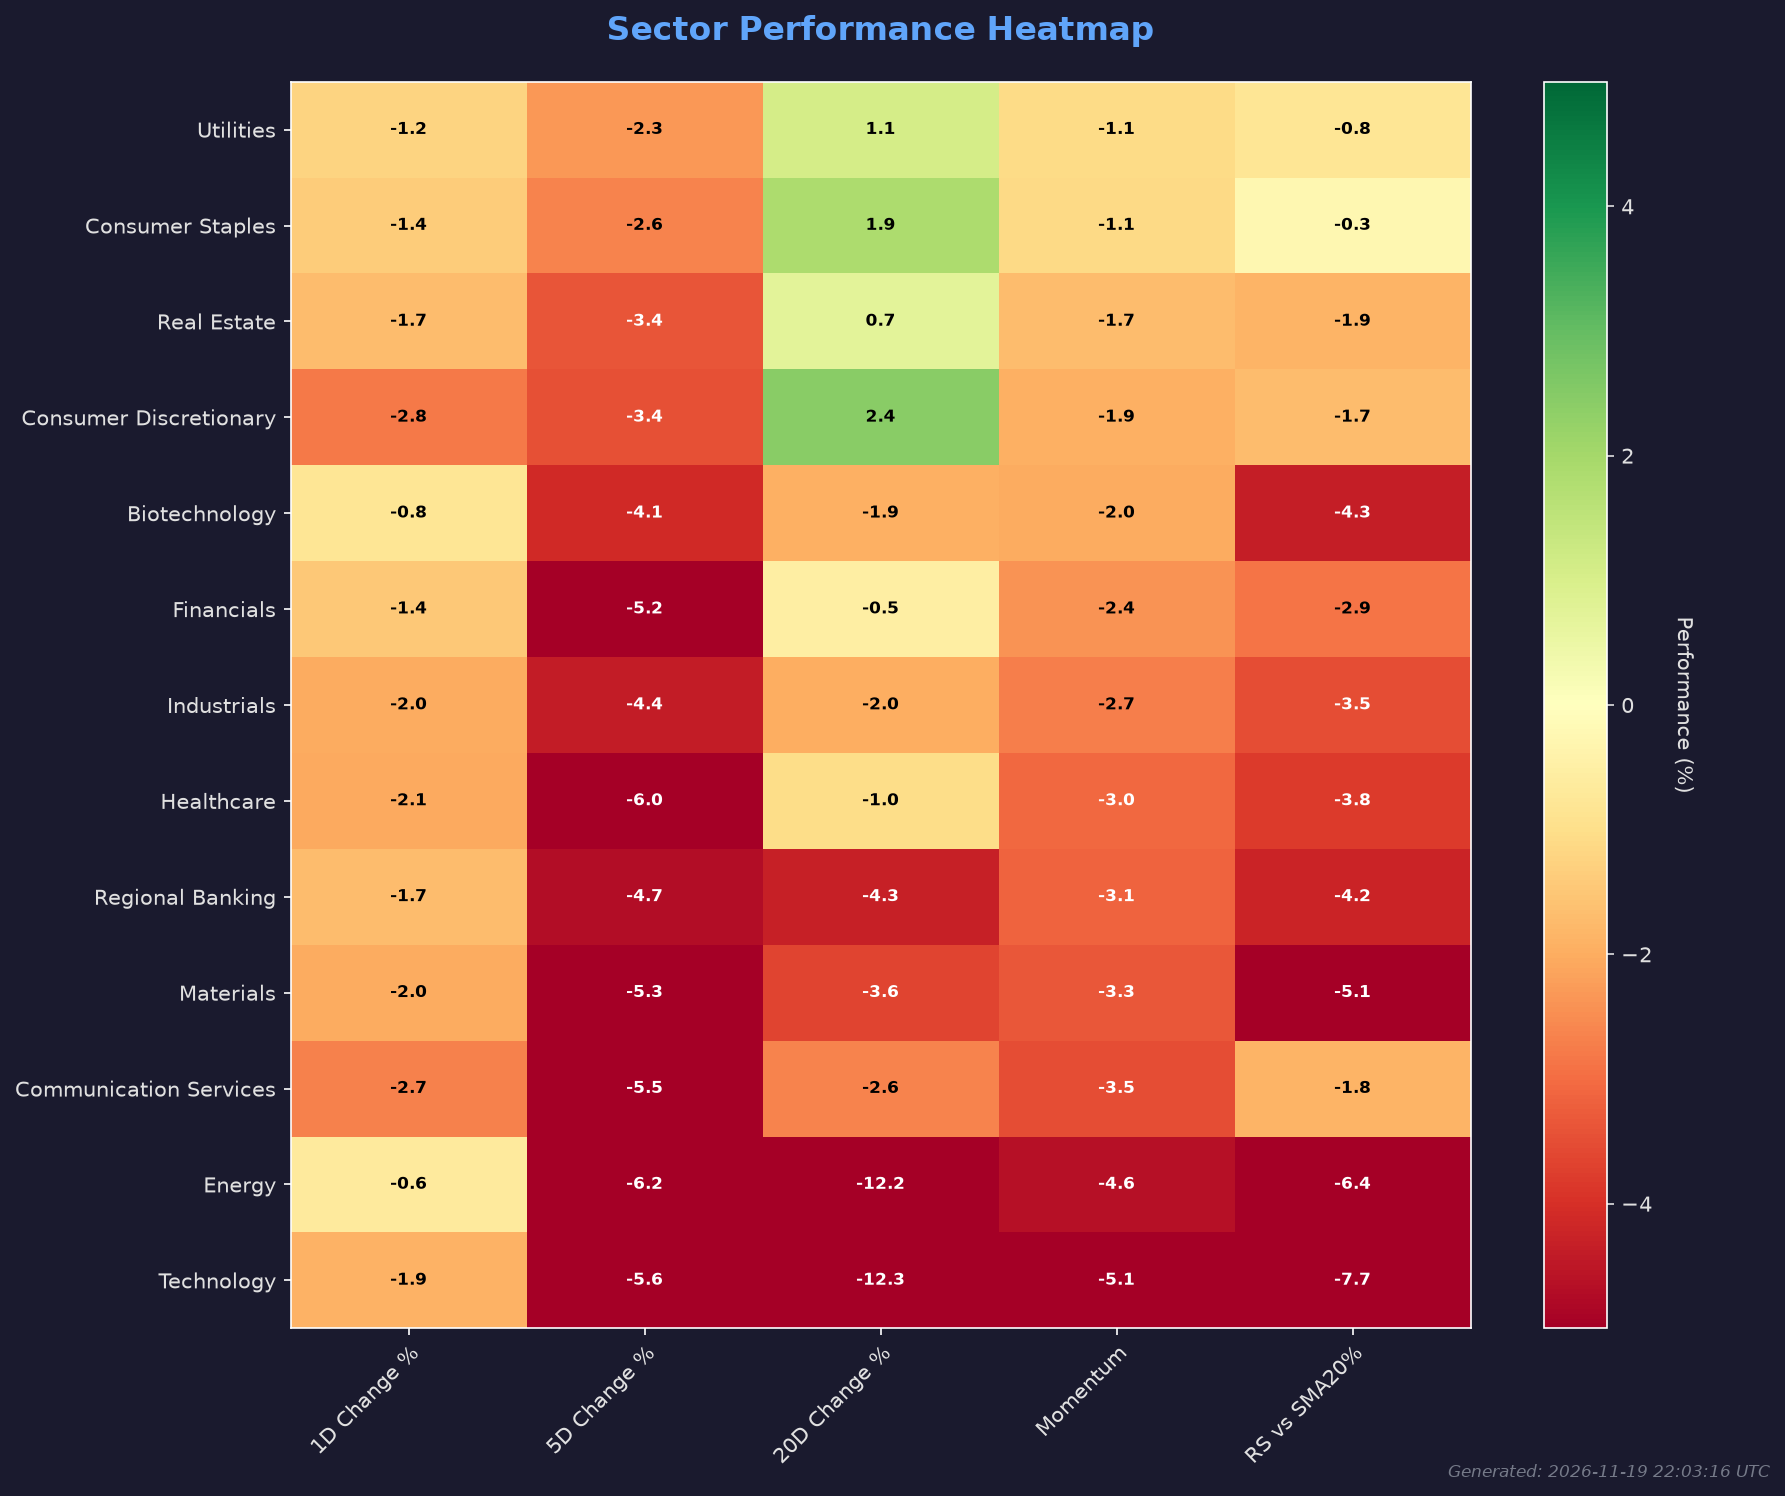 Sector Performance Heatmap
Utilities -1.2 -2.3 1.1 -1.1 -0.8
Consumer Staples -1.4 -2.6 1.9 -1.1 -0.3
Real Estate -1.7 -3.4 0.7 -1.7 -1.9
Consumer Discretionary -2.8 -3.4 2.4 -1.9 -1.7
Biotechnology -0.8 -4.1 -1.9 -2.0 -4.3
Financials -1.4 -5.2 -0.5 -2.4 -2.9
Industrials -2.0 -4.4 -2.0 -2.7 -3.5
Healthcare -2.1 -6.0 -1.0 -3.0 -3.8
Regional Banking -1.7 -4.7 -4.3 -3.1 -4.2
Materials -2.0 -5.3 -3.6 -3.3 -5.1
Communication Services -2.7 -5.5 -2.6 -3.5 -1.8
Energy -0.6 -6.2 -12.2 -4.6 -6.4
Technology -1.9 -5.6 -12.3 -5.1 -7.7
1D Change % 5D Change % 20D Change % Momentum RS vs SMA20%
4
2
0
−2
−4
Performance (%)
Generated: 2026-11-19 22:03:16 UTC